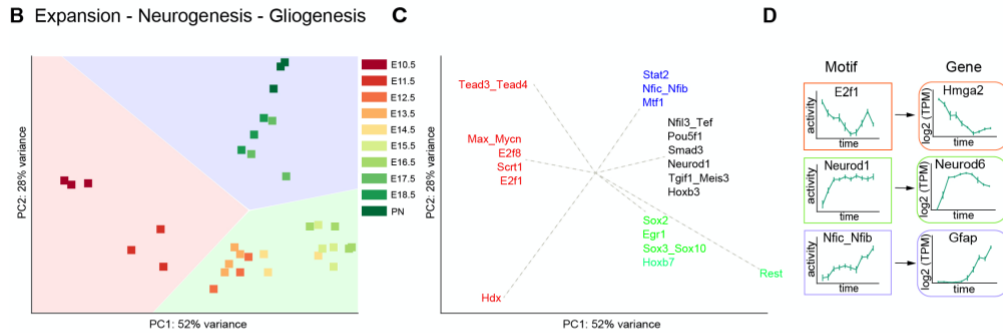 B Expansion - Neurogenesis - Gliogenesis
PC2: 28% variance
PC1: 52% variance
E10.5
E11.5
E12.5
E13.5
E14.5
E15.5
E16.5
E17.5
E18.5
PN
C
PC2: 28% variance
Tead3_Tead4
Stat2
Nfic_Nfib
Mtf1
Max_Mycn
E2f8
Scrt1
E2f1
Nfil3_Tef
Pou5f1
Smad3
Neurod1
Tgif1_Meis3
Hoxb3
Sox2
Egr1
Sox3_Sox10
Hoxb7
Rest
Hdx
PC1: 52% variance
D
Motif Gene
E2f1
activity
time
Hmga2
log2 (TPM)
time
Neurod1
activity
time
Neurod6
log2 (TPM)
time
Nfic_Nfib
activity
time
Gfap
log2 (TPM)
time